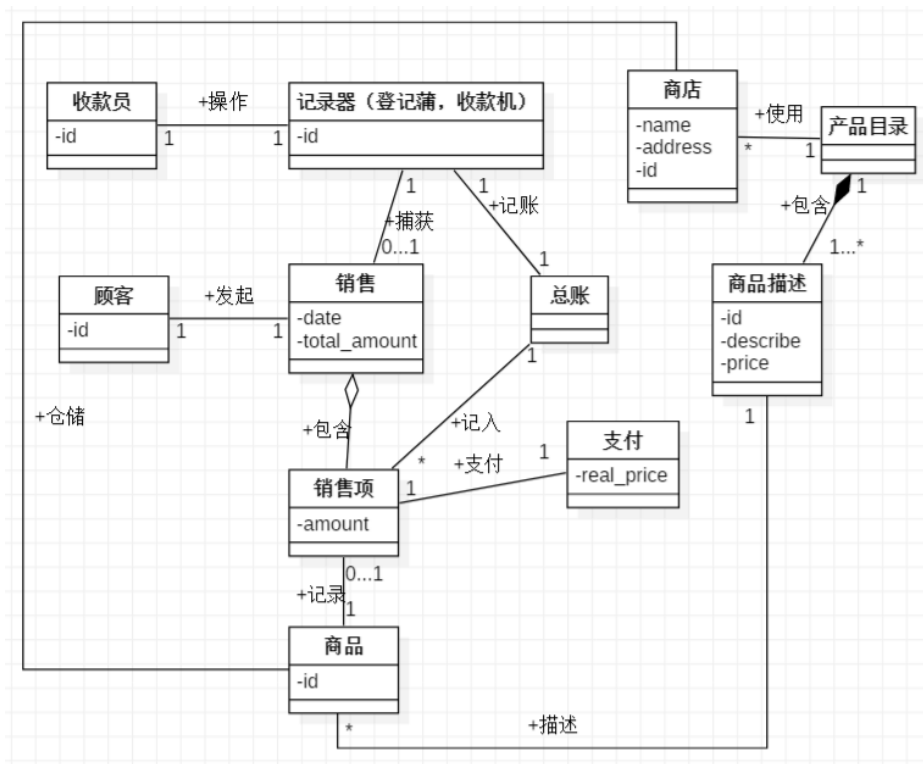 收款员
-id
+操作
1
1
记录器（登记蒲，收款机）
-id
商店
-name
-address
-id
+使用
*
1
产品目录
1
+捕获
0...1
1
+记账
1
+包含
1
1...*
顾客
-id
+发起
1
1
销售
-date
-total_amount
总账
商品描述
-id
-describe
-price
+仓储
+包含
1
+记入
*
1
销售项
-amount
1
+支付
1
支付
-real_price
0...1
+记录
1
商品
-id
*
+描述